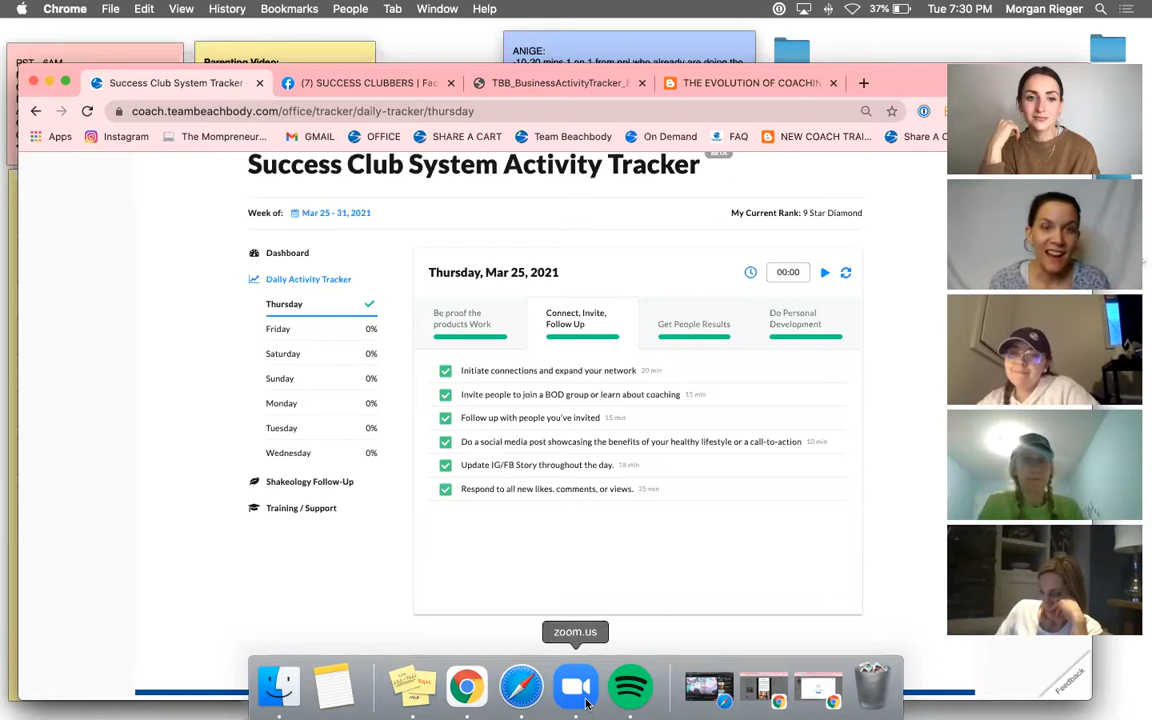 Chrome File Edit View History Bookmarks People Tab Window Help 37% Tue 7:30 PM Morgan Rieger
Parenting Video:
ANIGE:
Success Club System Tracker
(7) SUCCESS CLUBBERS | Fac
TBB_BusinessActivityTracker_
THE EVOLUTION OF COACHIN
coach.teambeachbody.com/office/tracker/daily-tracker/thursday
Apps Instagram The Mompreneur... GMAIL OFFICE SHARE A CART Team Beachbody On Demand FAQ NEW COACH TRAI... Share A C
Success Club System Activity Tracker
BETA
Week of: Mar 25 - 31, 2021
My Current Rank: 9 Star Diamond
Dashboard
Daily Activity Tracker
Thursday
Friday 0%
Saturday 0%
Sunday 0%
Monday 0%
Tuesday 0%
Wednesday 0%
Shakeology Follow-Up
Training / Support
Thursday, Mar 25, 2021
00:00
Be proof the
products Work
Connect, Invite,
Follow Up
Get People Results
Do Personal
Development
Initiate connections and expand your network 20 min
Invite people to join a BOD group or learn about coaching 15 min
Follow up with people you've invited 15 min
Do a social media post showcasing the benefits of your healthy lifestyle or a call-to-action 10 min
Update IG/FB Story throughout the day. 18 min
Respond to all new likes. comments, or views. 25 min
zoom.us
Feedback